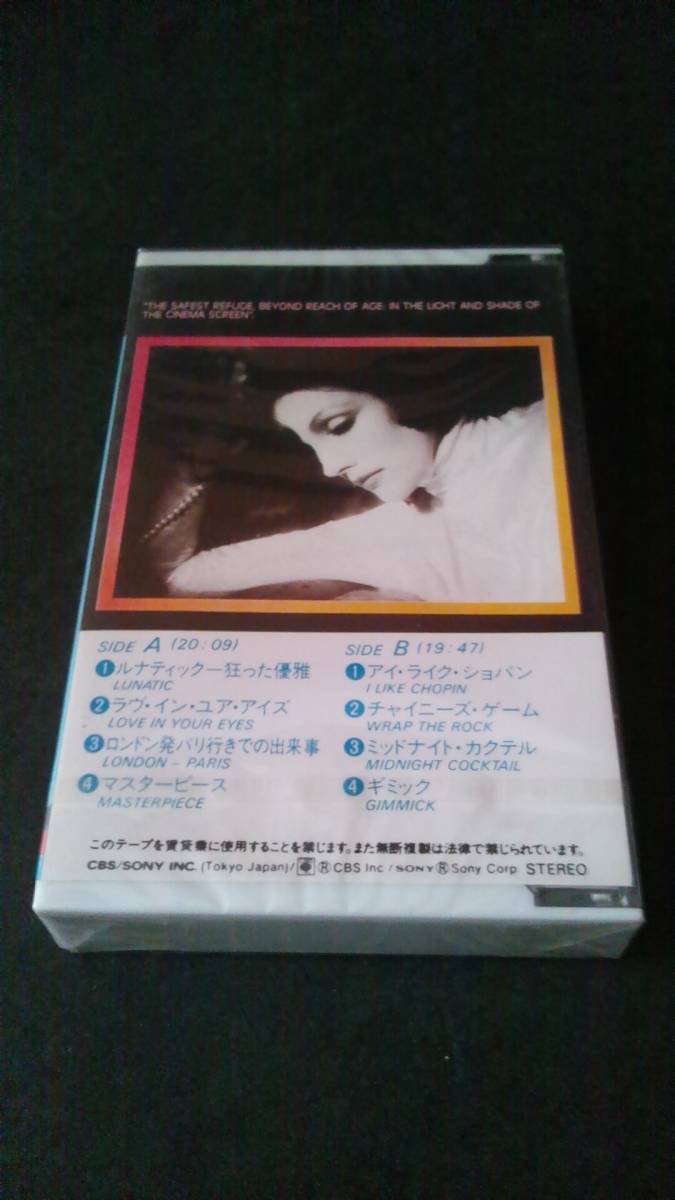 "THE SAFEST REFUGE, BEYOND REACH OF AGE: IN THE LIGHT AND SHADE OF
THE CINEMA SCREEN".
SIDE A (20:09)
❶ルナティック―狂った優雅
LUNATIC
❷ラヴ・イン・ユア・アイズ
LOVE IN YOUR EYES
❸ロンドン発パリ行きでの出来事
LONDON – PARIS
❹マスターピース
MASTERPIECE
SIDE B (19:47)
❶アイ・ライク・ショパン
I LIKE CHOPIN
❷チャイニーズ・ゲーム
WRAP THE ROCK
❸ミッドナイト・カクテル
MIDNIGHT COCKTAIL
❹ギミック
GIMMICK
このテープを賃貸業に使用することを禁じます。また無断複製は法律で禁じられています。
CBS/SONY INC. (Tokyo Japan)/ ®CBS Inc / SONY ®Sony Corp. STEREO